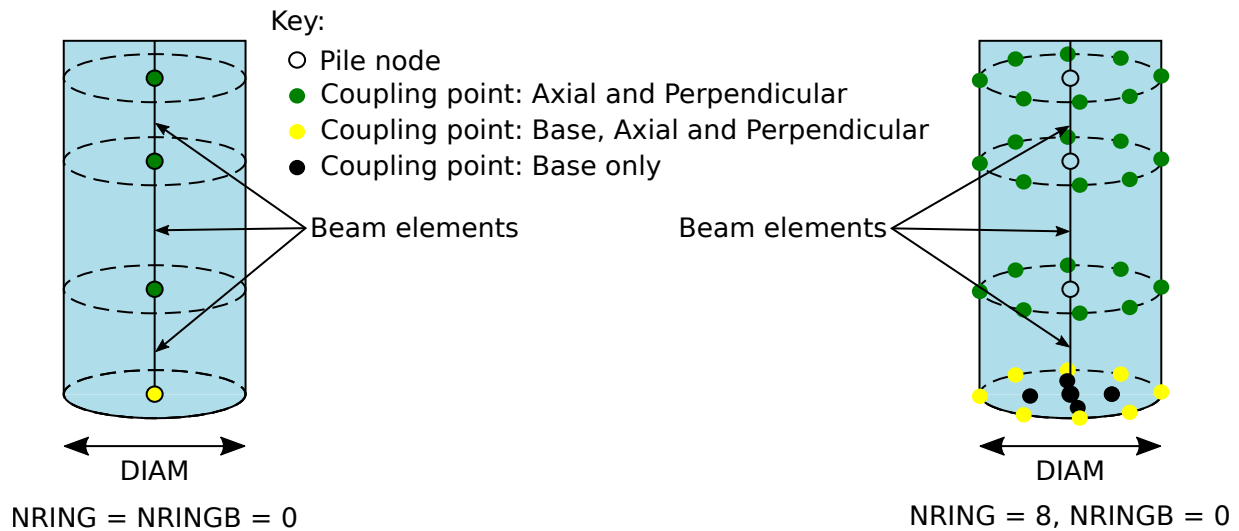 Key:
Pile node
Coupling point: Axial and Perpendicular
Coupling point: Base, Axial and Perpendicular
Coupling point: Base only
Beam elements
Beam elements
DIAM
DIAM
NRING = NRINGB = 0
NRING = 8, NRINGB = 0